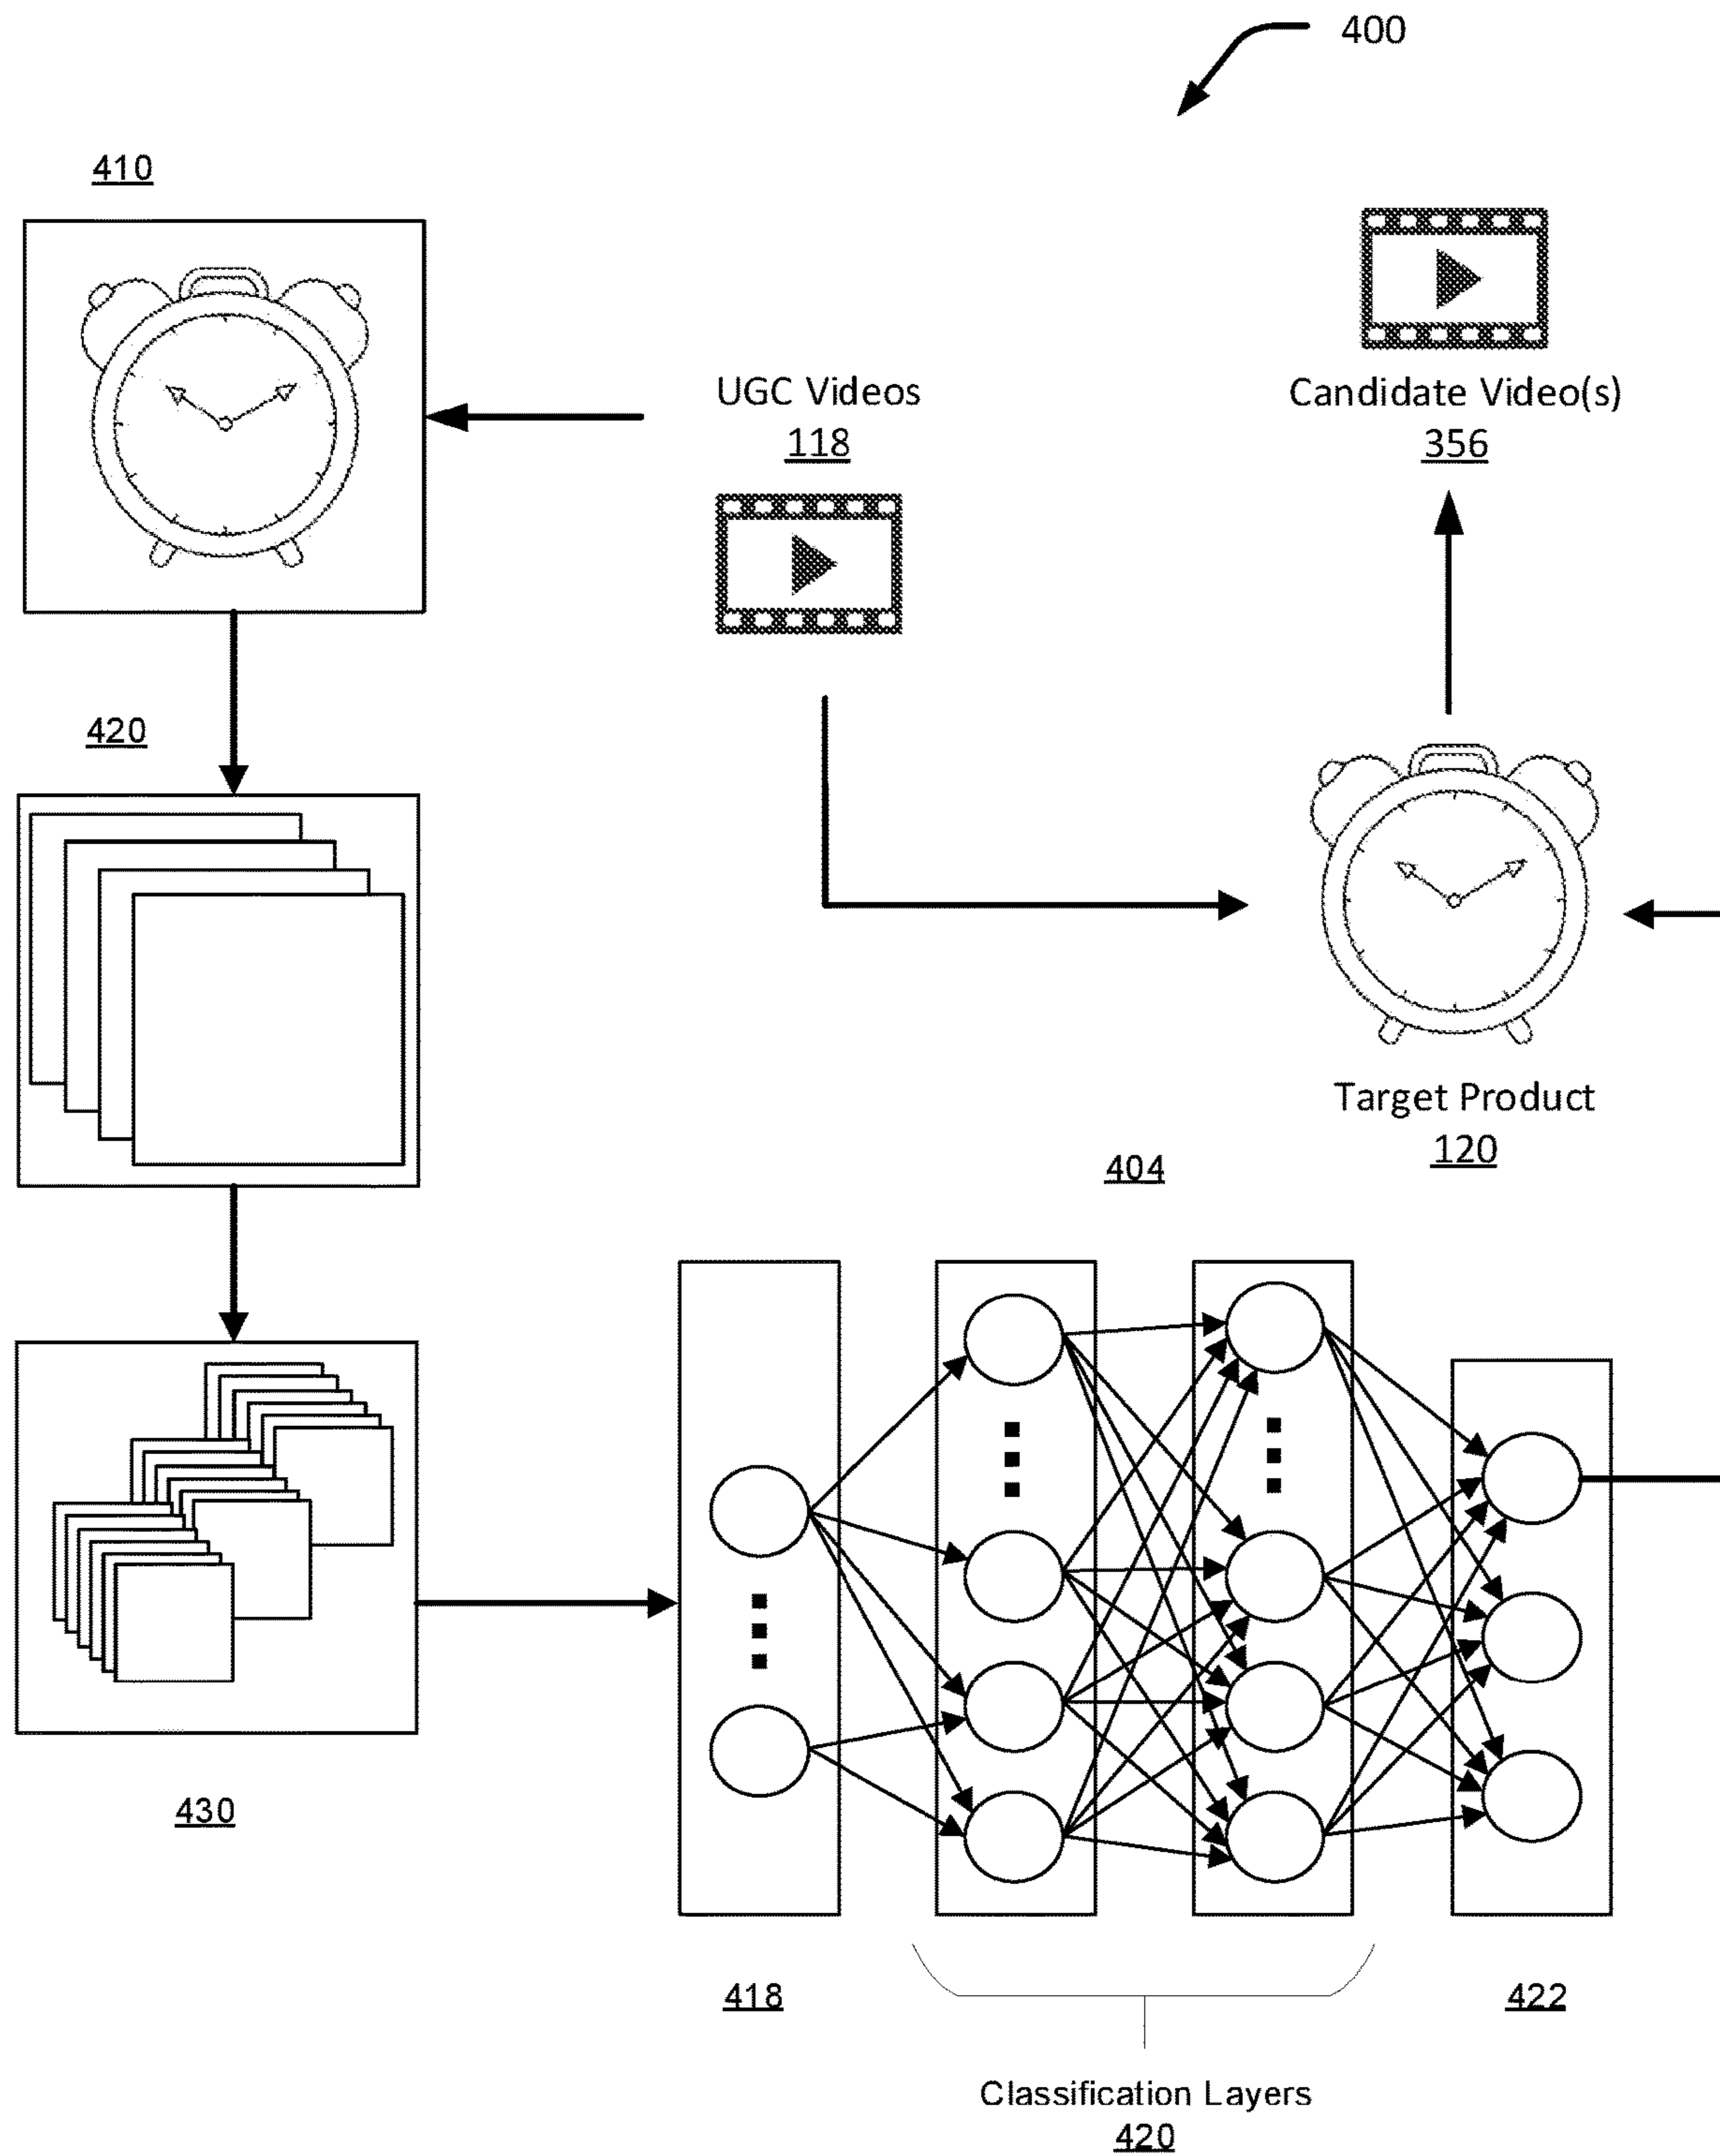 400
410
UGC Videos
118
Candidate Video(s)
356
420
Target Product
120
404
430
418
422
Classification Layers
420